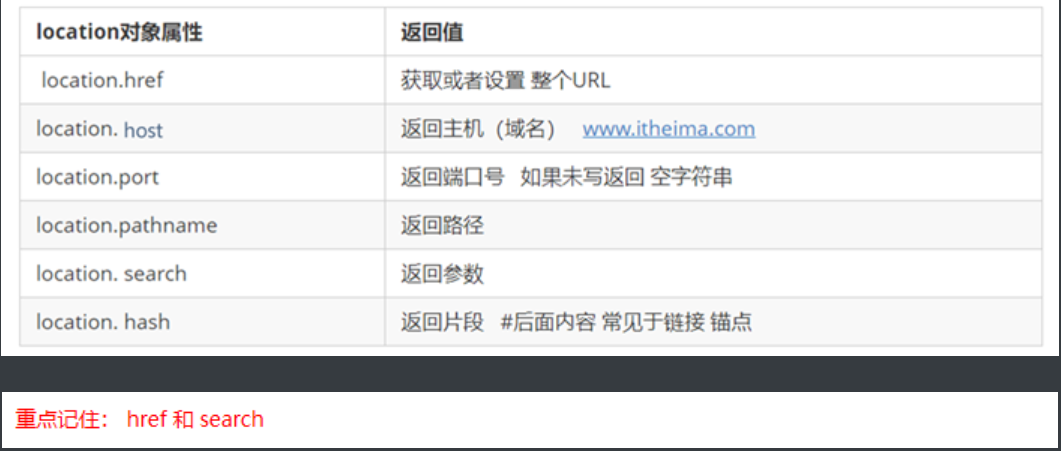 location对象属性 返回值
location.href 获取或者设置 整个URL
location. host 返回主机（域名） www.itheima.com
location.port 返回端口号 如果未写返回 空字符串
location.pathname 返回路径
location. search 返回参数
location. hash 返回片段 #后面内容 常见于链接 锚点
重点记住： href 和 search